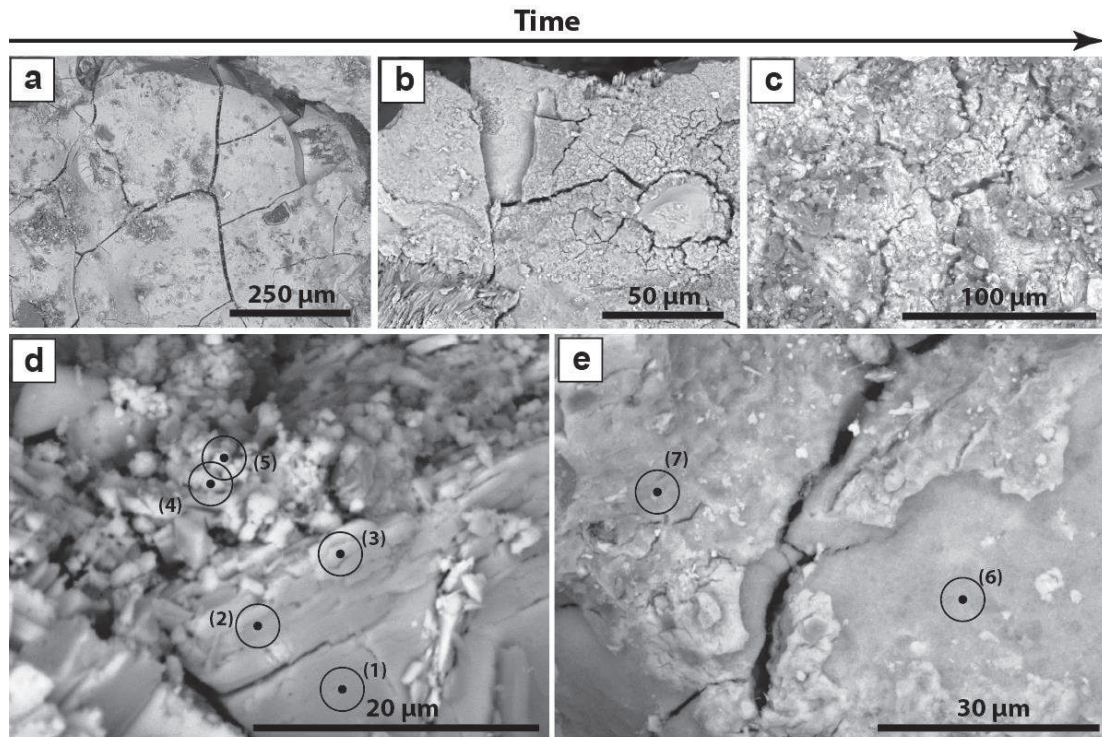 Time
a
b
c
250 µm
50 µm
100 µm
d
e
(5)
(4)
(3)
(2)
(1)
20 µm
(7)
(6)
30 µm